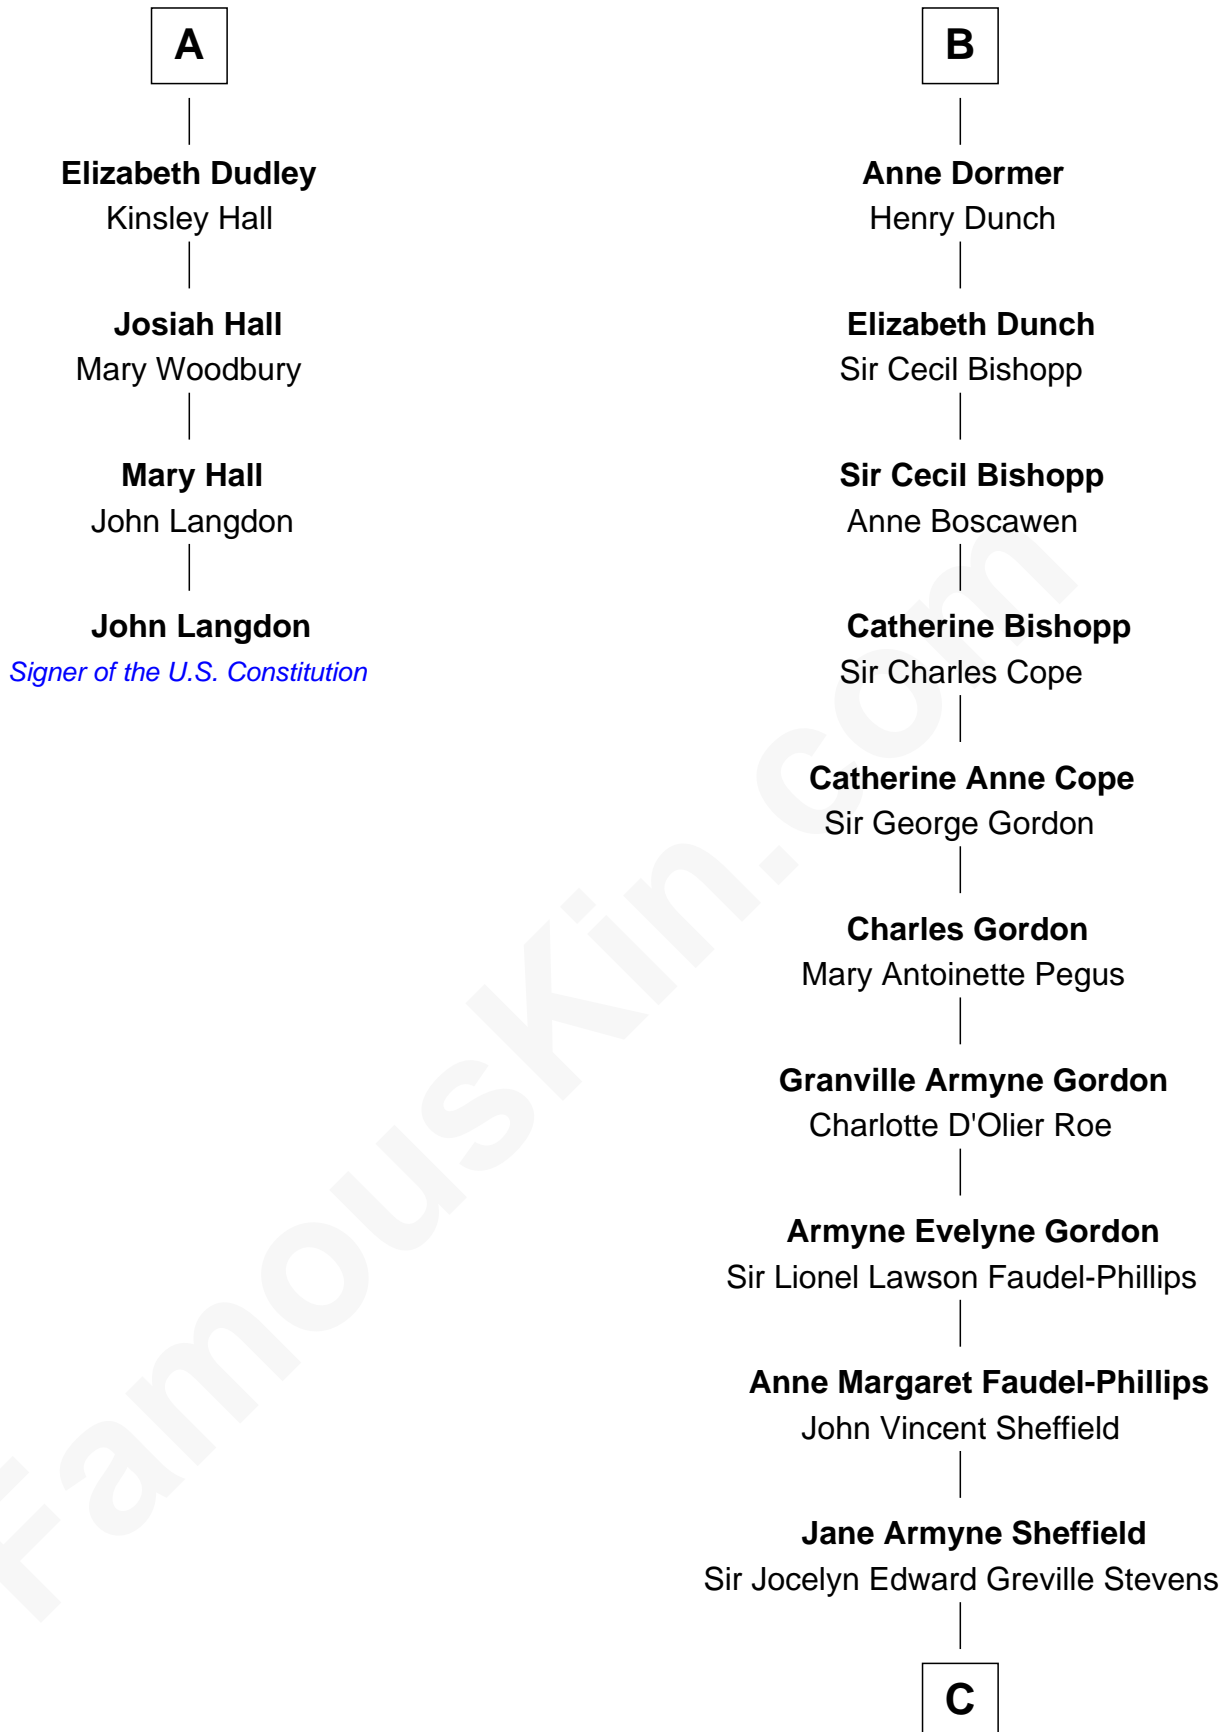 A
Elizabeth Dudley
Kinsley Hall
Josiah Hall
Mary Woodbury
Mary Hall
John Langdon
John Langdon
Signer of the U.S. Constitution
B
Anne Dormer
Henry Dunch
Elizabeth Dunch
Sir Cecil Bishopp
Sir Cecil Bishopp
Anne Boscawen
Catherine Bishopp
Sir Charles Cope
Catherine Anne Cope
Sir George Gordon
Charles Gordon
Mary Antoinette Pegus
Granville Armyne Gordon
Charlotte D'Olier Roe
Armyne Evelyne Gordon
Sir Lionel Lawson Faudel-Phillips
Anne Margaret Faudel-Phillips
John Vincent Sheffield
Jane Armyne Sheffield
Sir Jocelyn Edward Greville Stevens
C
FamousKin.com